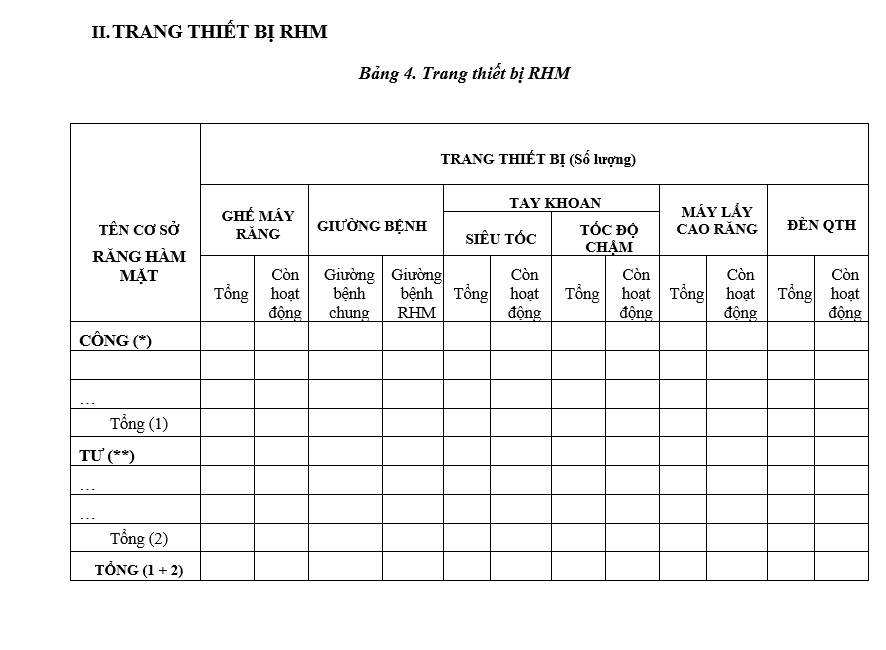 II. TRANG THIẾT BỊ RHM
Bảng 4. Trang thiết bị RHM
TÊN CƠ SỞ
RĂNG HÀM
MẶT
TRANG THIẾT BỊ (Số lượng)
GHẾ MÁY
RĂNG
GIƯỜNG BỆNH
TAY KHOAN
MÁY LẤY
CAO RĂNG
ĐÈN QTH
SIÊU TỐC
TỐC ĐỘ
CHẬM
Tổng
Còn
hoạt
động
Giường
bệnh
chung
Giường
bệnh
RHM
Tổng
Còn
hoạt
động
Tổng
Còn
hoạt
động
Tổng
Còn
hoạt
động
Tổng
Còn
hoạt
động
CÔNG (*)
…
Tổng (1)
TƯ (**)
…
…
Tổng (2)
TỔNG (1 + 2)